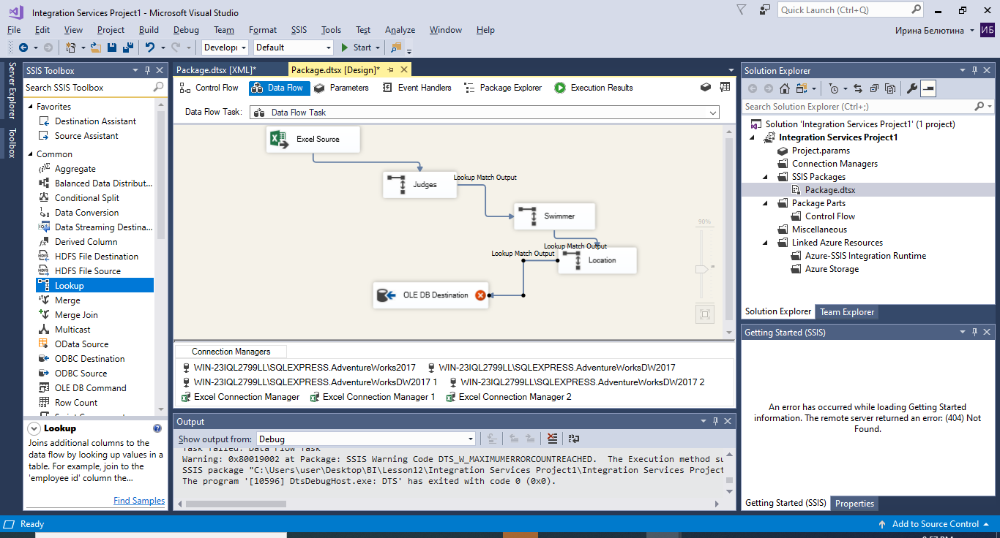 Integration Services Project1 - Microsoft Visual Studio
Quick Launch (Ctrl+Q)
File Edit View Project Build Debug Team Format SSIS Tools Test Analyze Window Help
Ирина Белютина ИБ
Developi Default Start
Server Explorer
Toolbox
SSIS Toolbox
Search SSIS Toolbox
Favorites
Destination Assistant
Source Assistant
Common
Aggregate
Balanced Data Distribut...
Conditional Split
Data Conversion
Data Streaming Destina...
Derived Column
HDFS File Destination
HDFS File Source
Lookup
Merge
Merge Join
Multicast
OData Source
ODBC Destination
ODBC Source
OLE DB Command
Row Count
Lookup
Joins additional columns to the
data flow by looking up values in a
table. For example, join to the
'employee id' column the...
Find Samples
Package.dtsx [XML]* Package.dtsx [Design]*
Control Flow Data Flow Parameters Event Handlers Package Explorer Execution Results
Data Flow Task: Data Flow Task
Excel Source
Judges
Lookup Match Output
Swimmer
Lookup Match Output
Lookup Match Output
Location
OLE DB Destination
90%
Connection Managers
WIN-23IQL2799LL\SQLEXPRESS.AdventureWorks2017 WIN-23IQL2799LL\SQLEXPRESS.AdventureWorksDW2017
WIN-23IQL2799LL\SQLEXPRESS.AdventureWorksDW2017 1 WIN-23IQL2799LL\SQLEXPRESS.AdventureWorksDW2017 2
Excel Connection Manager Excel Connection Manager 1 Excel Connection Manager 2
Output
Show output from: Debug
Task failed: Data Flow Task
Warning: 0x80019002 at Package: SSIS Warning Code DTS_W_MAXIMUMERRORCOUNTREACHED. The Execution method su
SSIS package "C:\Users\user\Desktop\BI\Lesson12\Integration Services Project1\Integration Services Project
The program '[10596] DtsDebugHost.exe: DTS' has exited with code 0 (0x0).
Solution Explorer
Search Solution Explorer (Ctrl+;)
Solution 'Integration Services Project1' (1 project)
Integration Services Project1
Project.params
Connection Managers
SSIS Packages
Package.dtsx
Package Parts
Control Flow
Miscellaneous
Linked Azure Resources
Azure-SSIS Integration Runtime
Azure Storage
Solution Explorer Team Explorer
Getting Started (SSIS)
An error has occurred while loading Getting Started
information. The remote server returned an error: (404) Not
Found.
Getting Started (SSIS) Properties
Ready
Add to Source Control